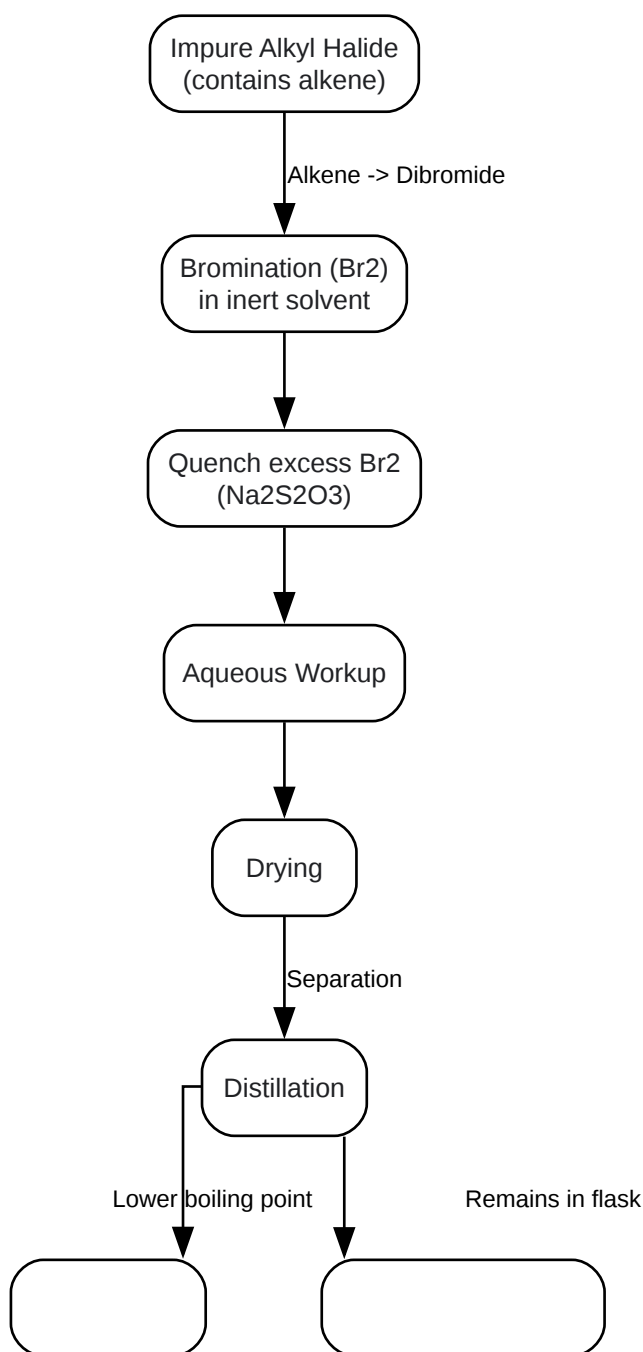 Impure Alkyl Halide
(contains alkene)
Alkene -> Dibromide
Bromination (Br2)
in inert solvent
Quench excess Br2
(Na2S2O3)
Aqueous Workup
Drying
Separation
Distillation
Lower boiling point
Remains in flask